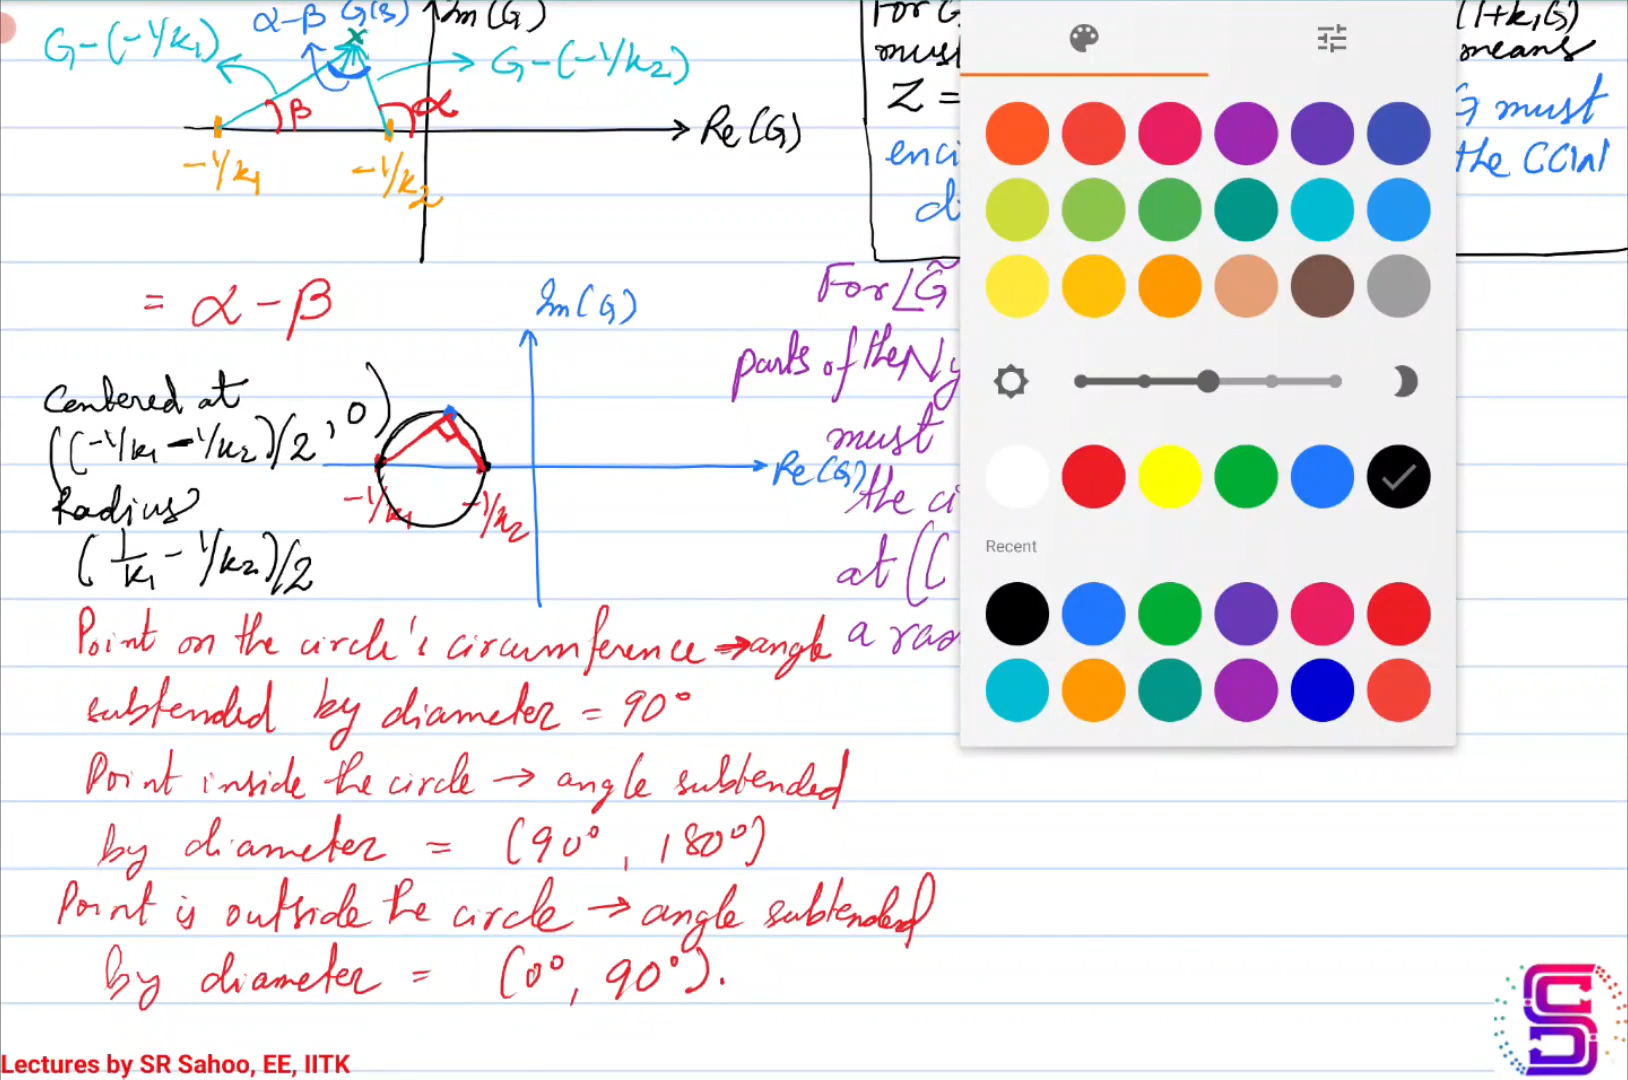 α-β G(s) Im(G)
G-(-1/k₁)
G-(-1/k₂)
β
α
Re(G)
-1/k₁
-1/k₂
For G
must
Z =
enci
d
(1+k₁G)
means
G must
the CCW
= α - β
Im(G)
Centered at
((-1/k₁ - 1/k₂)/2, 0)
Radius
(1/k₁ - 1/k₂)/2
-1/k₁
-1/k₂
Re(G)
For ∠G̃
parts of the Ny
must
the ci
at ((
a rad
Point on the circle's circumference → angle
subtended by diameter = 90°
Point inside the circle → angle subtended
by diameter = (90°, 180°)
Point is outside the circle → angle subtended
by diameter = (0°, 90°).
Recent
Lectures by SR Sahoo, EE, IITK